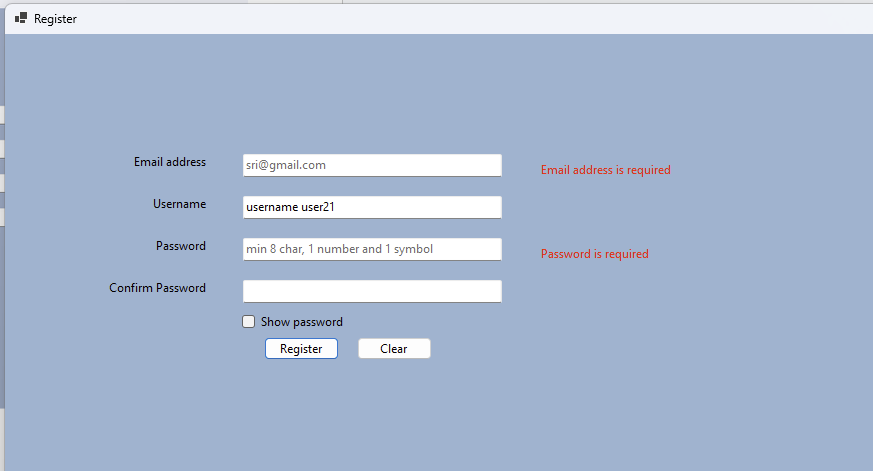 Register
Email address sri@gmail.com Email address is required
Username username user21
Password min 8 char, 1 number and 1 symbol Password is required
Confirm Password
Show password
Register Clear